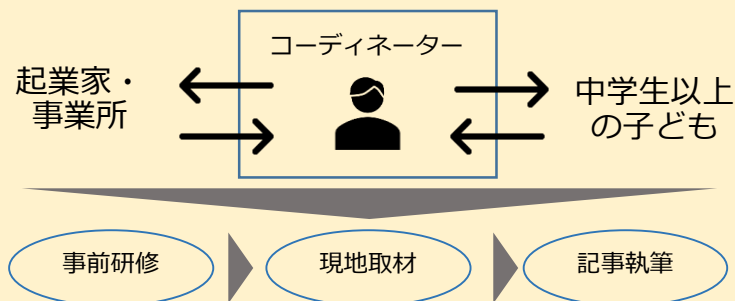 コーディネーター
起業家・
事業所
中学生以上
の子ども
事前研修
現地取材
記事執筆